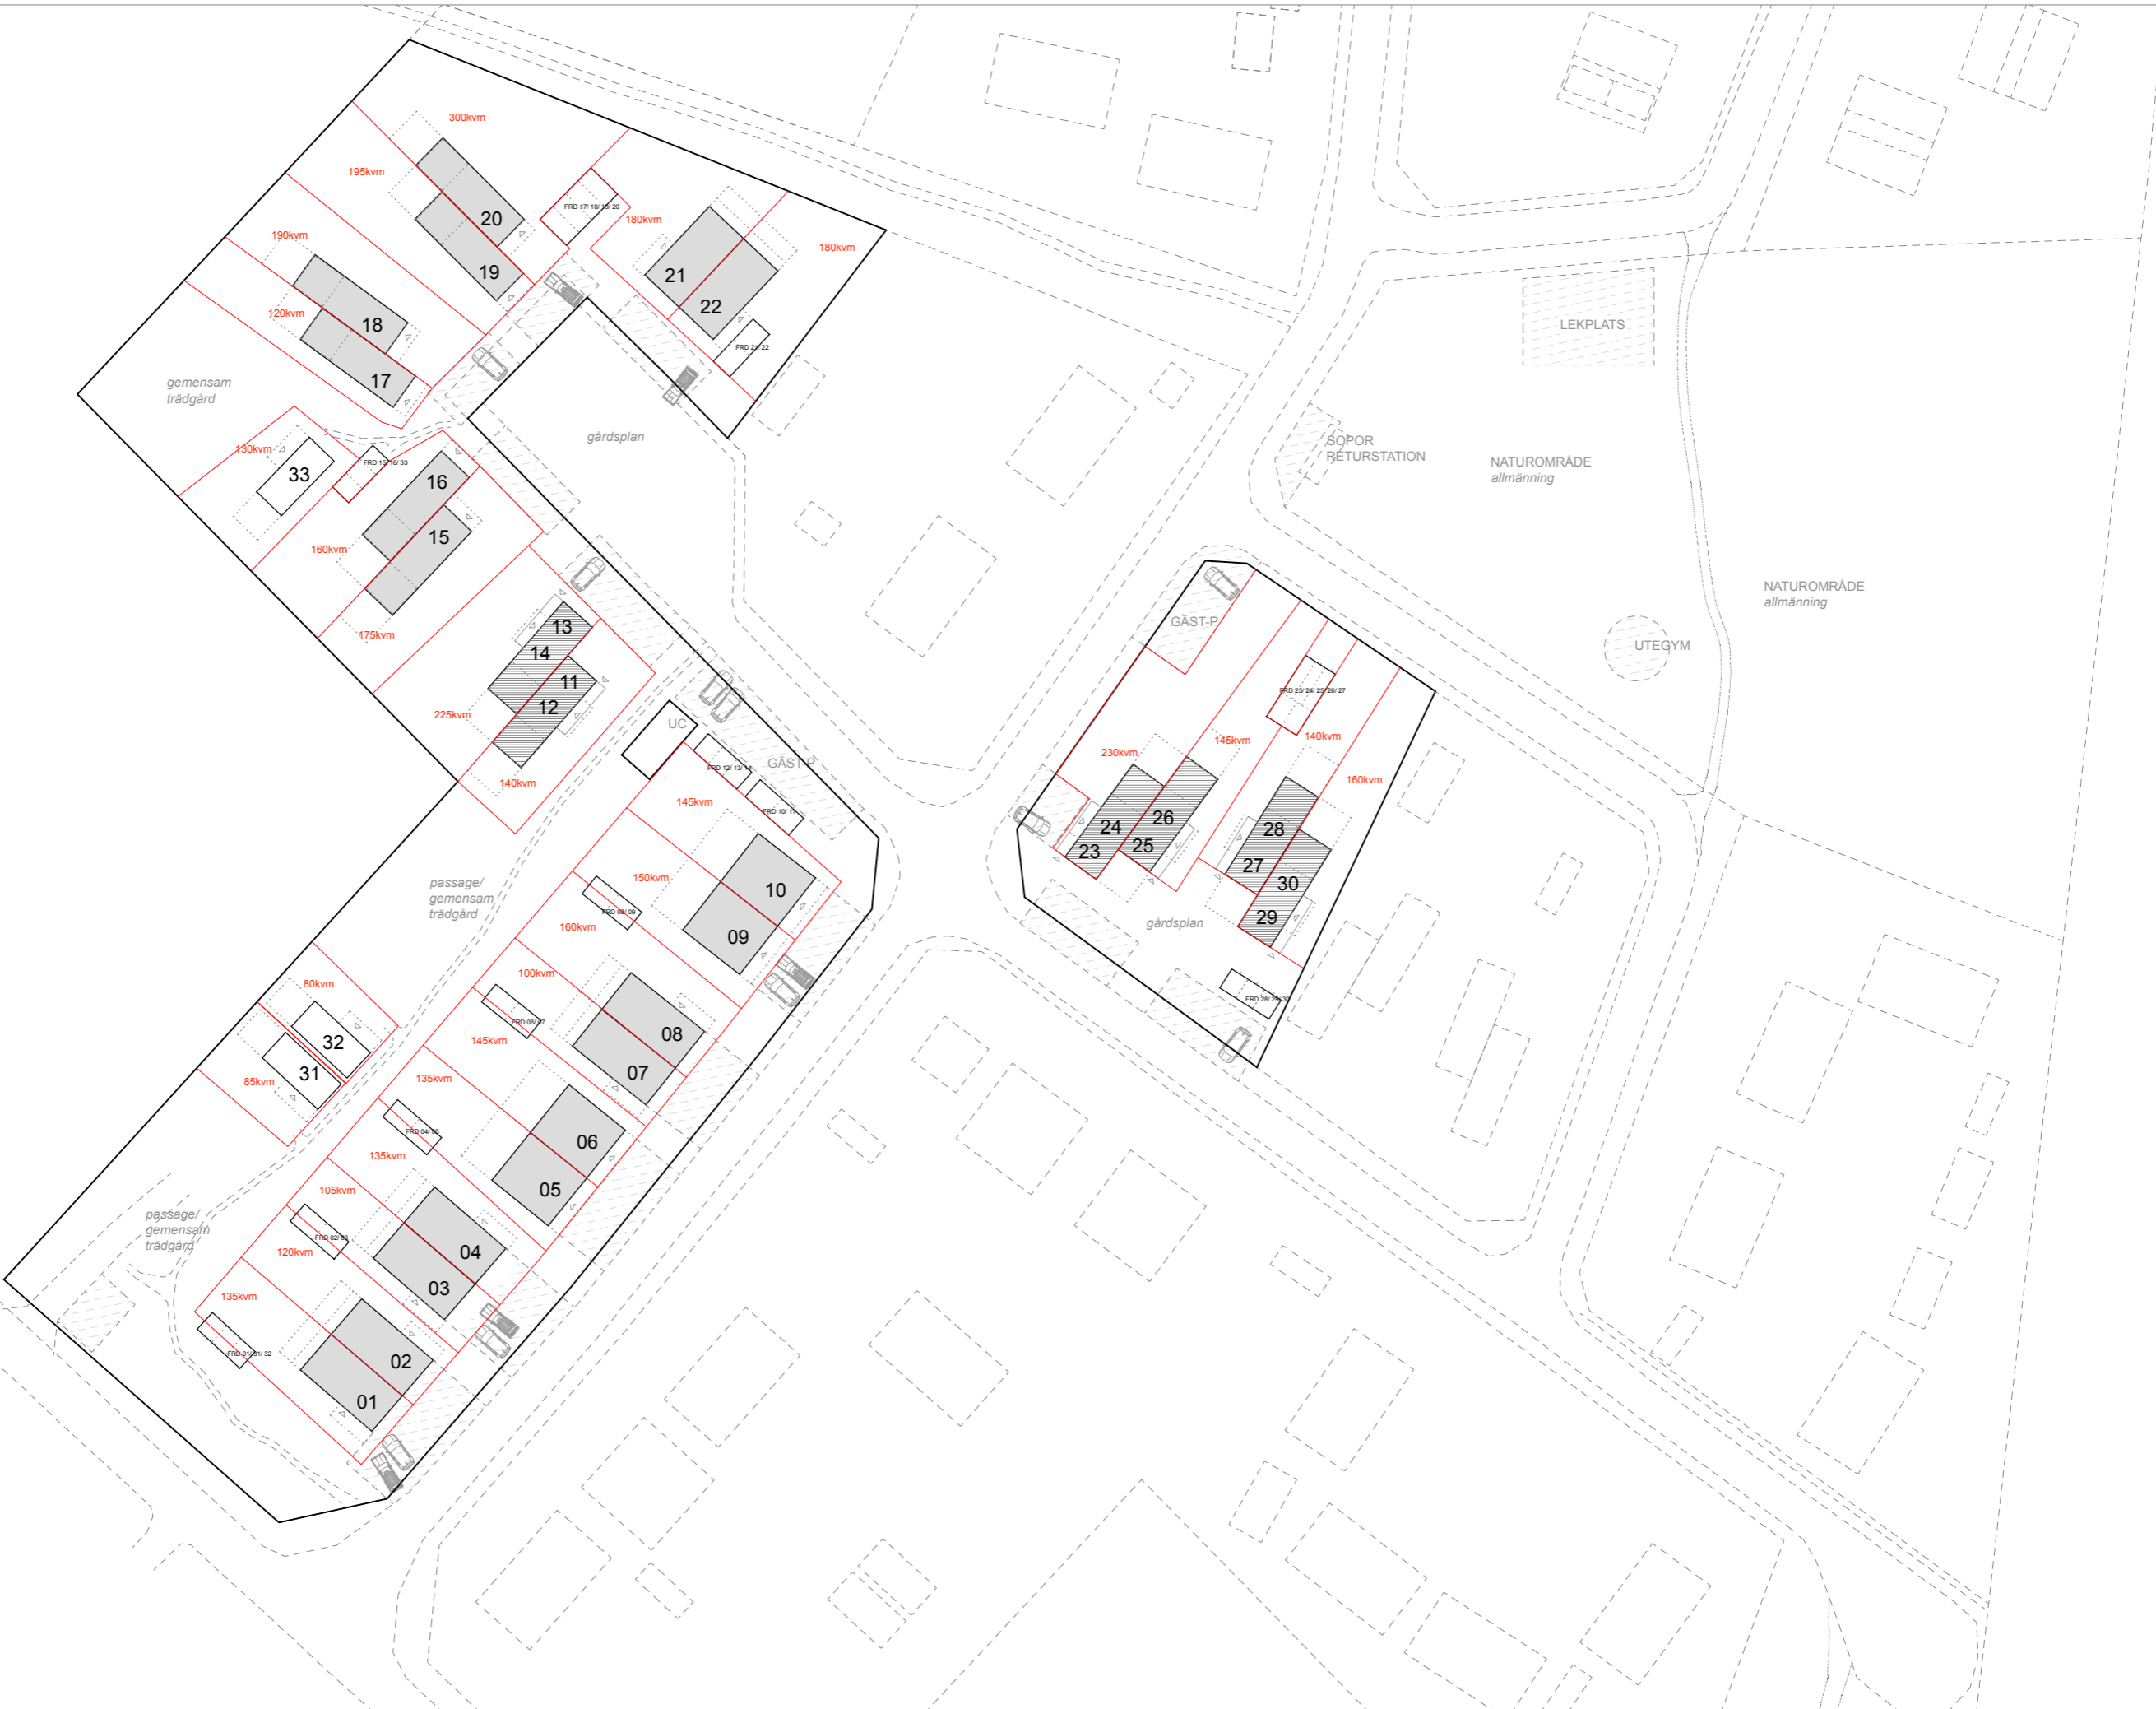 300kvm
195kvm
20
FRD 17/ 18/ 19/ 20
180kvm
180kvm
190kvm
19
21
22
120kvm
18
FRD 21/ 22
17
LEKPLATS
gemensam
trädgård
gårdsplan
130kvm
33
FRD 15/ 16/ 33
16
SOPOR
RETURSTATION
NATUROMRÅDE
allmänning
160kvm
15
NATUROMRÅDE
allmänning
175kvm
13
14
11
12
GÄST-P
UTEGYM
225kvm
UC
FRD 23/ 24/ 25/ 26/ 27
140kvm
GÄST-P
FRD 12/ 13/ 14
FRD 10/ 11
145kvm
230kvm
145kvm
140kvm
160kvm
24
23
26
25
28
27
30
29
150kvm
10
09
passage/
gemensam
trädgård
FRD 08/ 09
160kvm
gårdsplan
100kvm
80kvm
FRD 06/ 07
FRD 28/ 29/ 30
08
07
145kvm
32
31
85kvm
135kvm
FRD 04/ 05
06
05
135kvm
105kvm
passage/
gemensam
trädgård
FRD 02/ 03
120kvm
04
03
135kvm
FRD 01/ 31/ 32
02
01